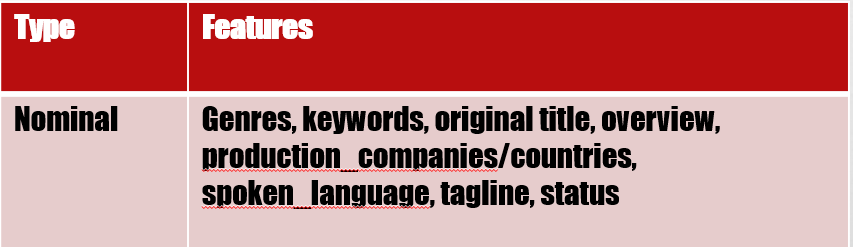 Type Features
Nominal Genres, keywords, original title, overview,
production_companies/countries,
spoken_language, tagline, status